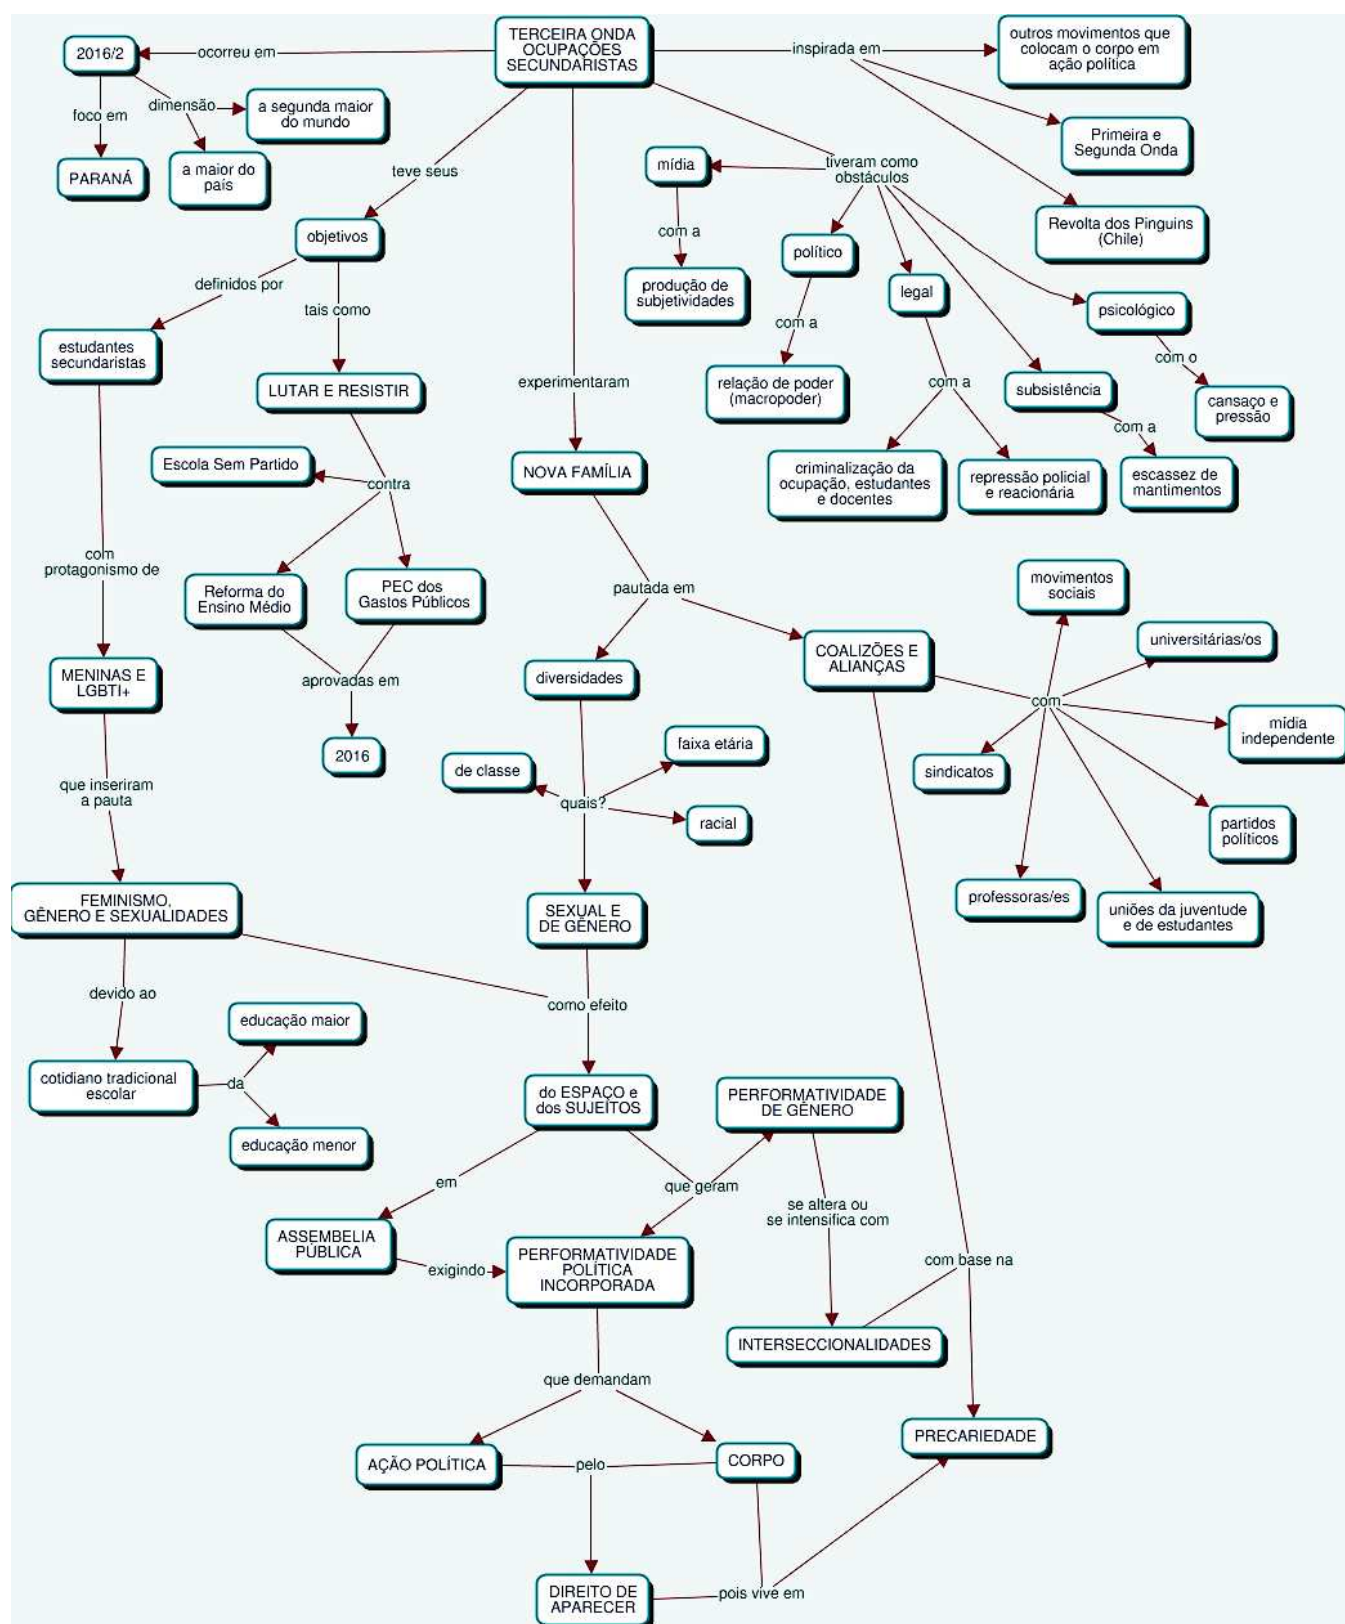 TERCEIRA ONDA
OCUPAÇÕES
SECUNDARISTAS
ocorreu em
2016/2
foco em
PARANÁ
dimensão
a segunda maior
do mundo
a maior do
país
inspirada em
outros movimentos que
colocam o corpo em
ação política
Primeira e
Segunda Onda
Revolta dos Pinguins
(Chile)
teve seus
objetivos
definidos por
estudantes
secundaristas
tais como
LUTAR E RESISTIR
contra
Escola Sem Partido
Reforma do
Ensino Médio
PEC dos
Gastos Públicos
aprovadas em
2016
com
protagonismo de
MENINAS E
LGBTI+
que inseriram
a pauta
FEMINISMO,
GÊNERO E SEXUALIDADES
devido ao
cotidiano tradicional
escolar
da
educação maior
educação menor
tiveram como
obstáculos
mídia
com a
produção de
subjetividades
político
com a
relação de poder
(macropoder)
legal
com a
criminalização da
ocupação, estudantes
e docentes
repressão policial
e reacionária
subsistência
com a
escassez de
mantimentos
psicológico
com o
cansaço e
pressão
experimentaram
NOVA FAMÍLIA
pautada em
diversidades
quais?
de classe
faixa etária
racial
SEXUAL E
DE GÊNERO
como efeito
do ESPAÇO e
dos SUJEITOS
COALIZÕES E
ALIANÇAS
com
movimentos
sociais
universitárias/os
mídia
independente
partidos
políticos
uniões da juventude
e de estudantes
professoras/es
sindicatos
em
ASSEMBELIA
PÚBLICA
exigindo
que geram
PERFORMATIVIDADE
DE GÊNERO
PERFORMATIVIDADE
POLÍTICA
INCORPORADA
se altera ou
se intensifica com
INTERSECCIONALIDADES
com base na
PRECARIEDADE
que demandam
AÇÃO POLÍTICA
pelo
CORPO
DIREITO DE
APARECER
pois vive em